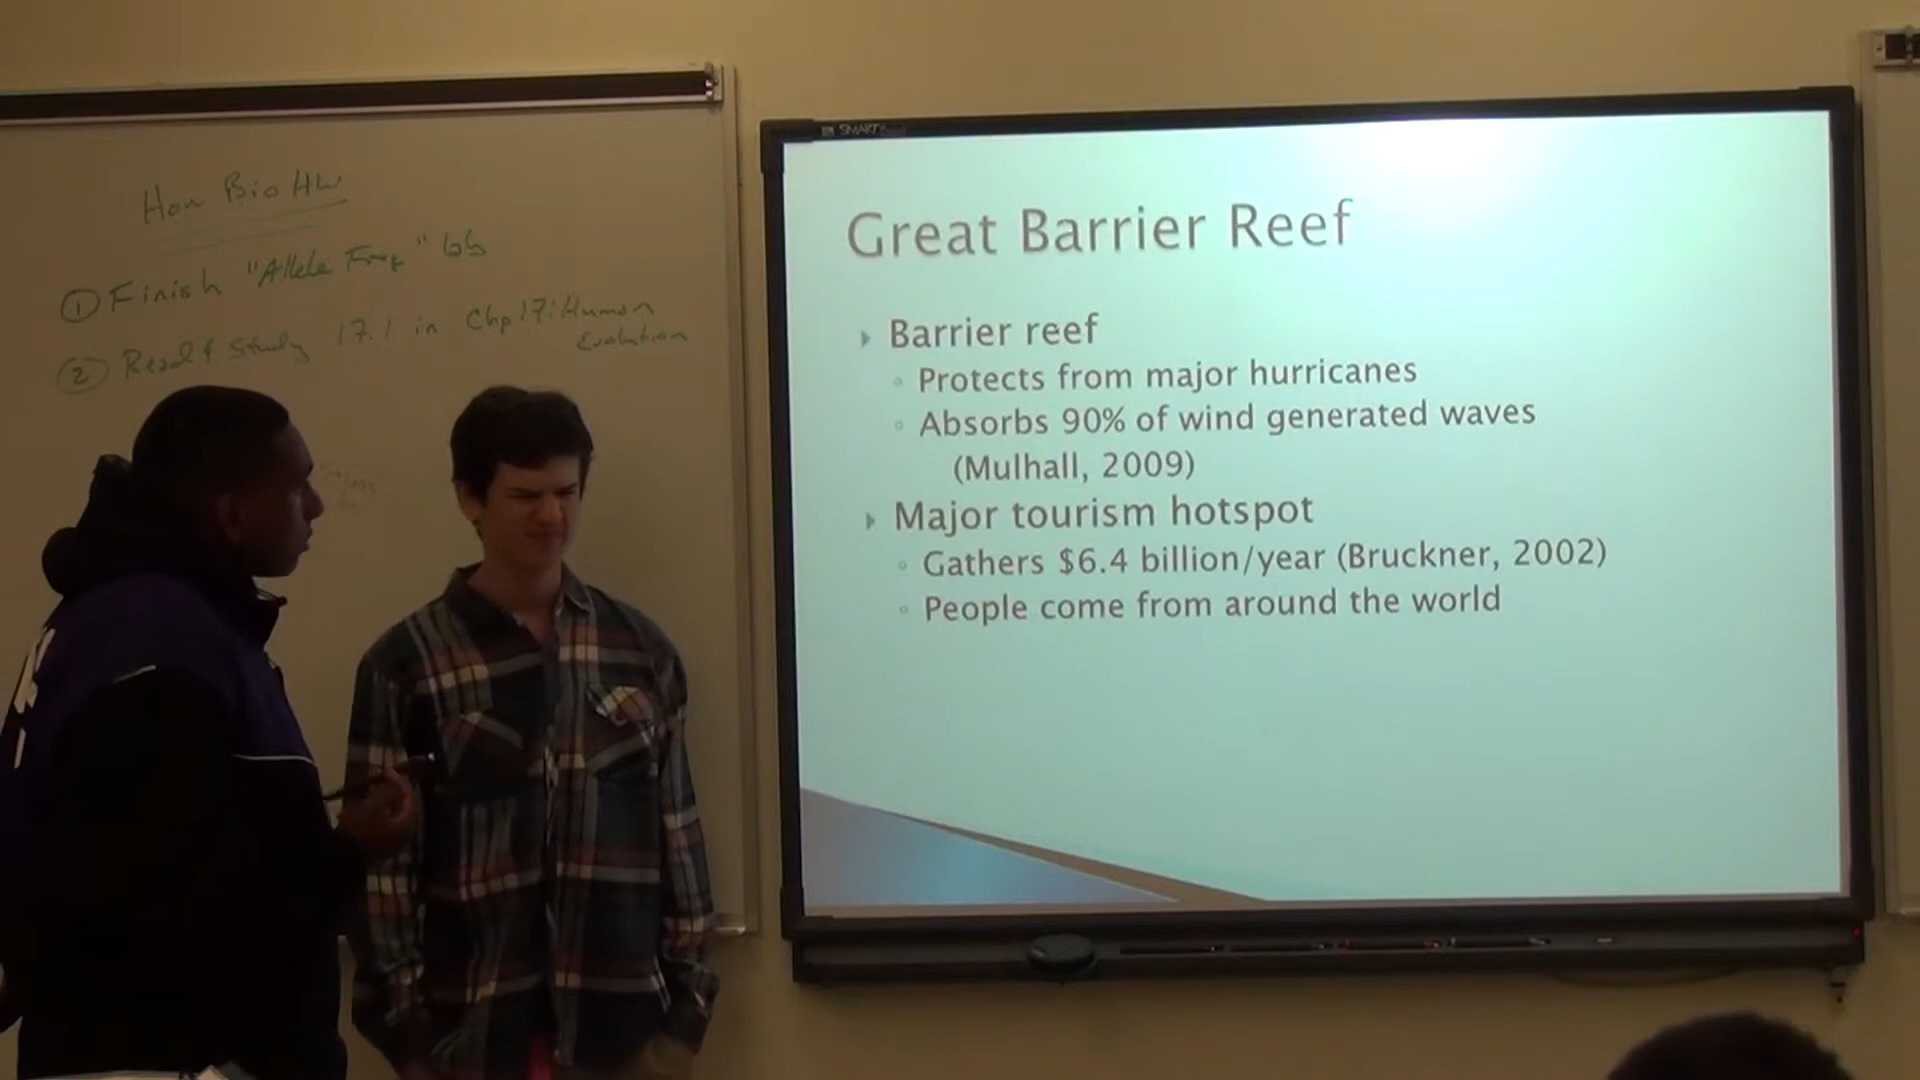 Hon Bio HW
① Finish "Allele Freq" lab
② Read & Study 17.1 in Chp 17: Human
Evolution
SMART
Great Barrier Reef
Barrier reef
Protects from major hurricanes
Absorbs 90% of wind generated waves
(Mulhall, 2009)
Major tourism hotspot
Gathers $6.4 billion/year (Bruckner, 2002)
People come from around the world